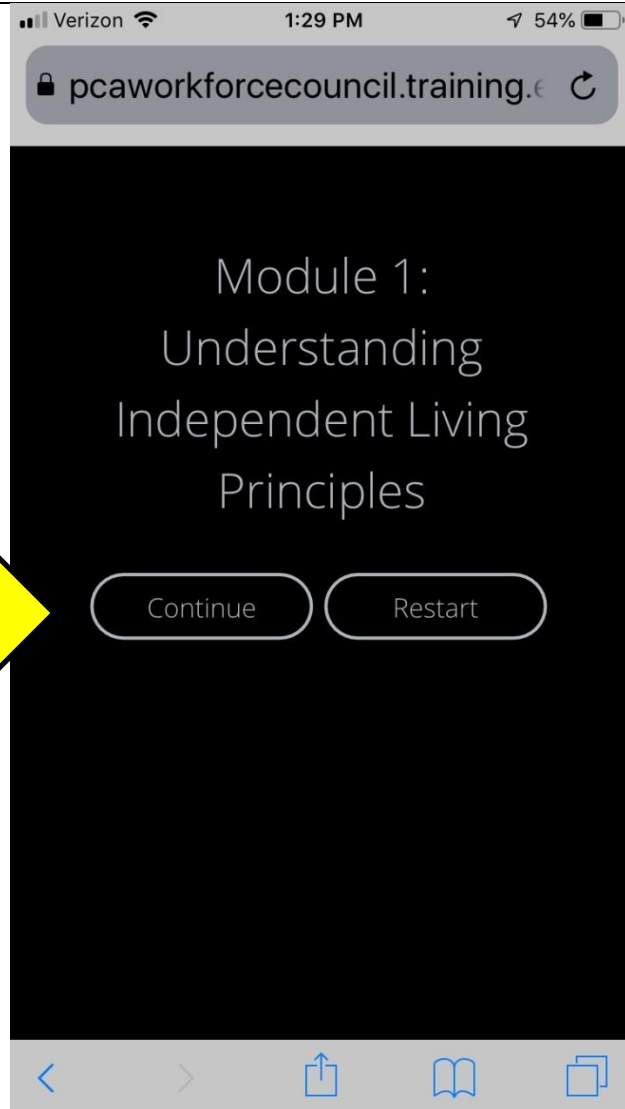 Verizon 1:29 PM 54%
pcaworkforcecouncil.training.
Module 1:
Understanding
Independent Living
Principles
Continue Restart